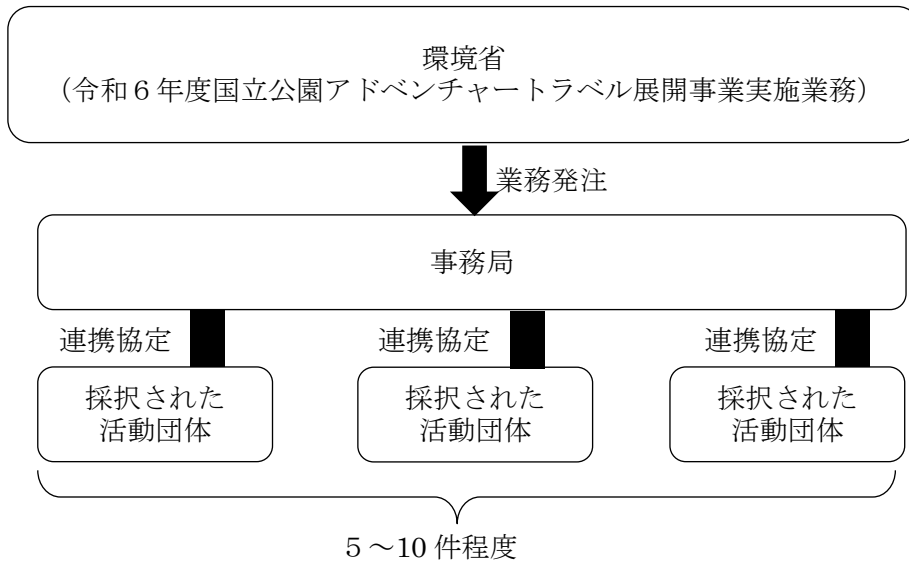 環境省
（令和６年度国立公園アドベンチャートラベル展開事業実施業務）
業務発注
事務局
連携協定
連携協定
連携協定
採択された
活動団体
採択された
活動団体
採択された
活動団体
５～10 件程度